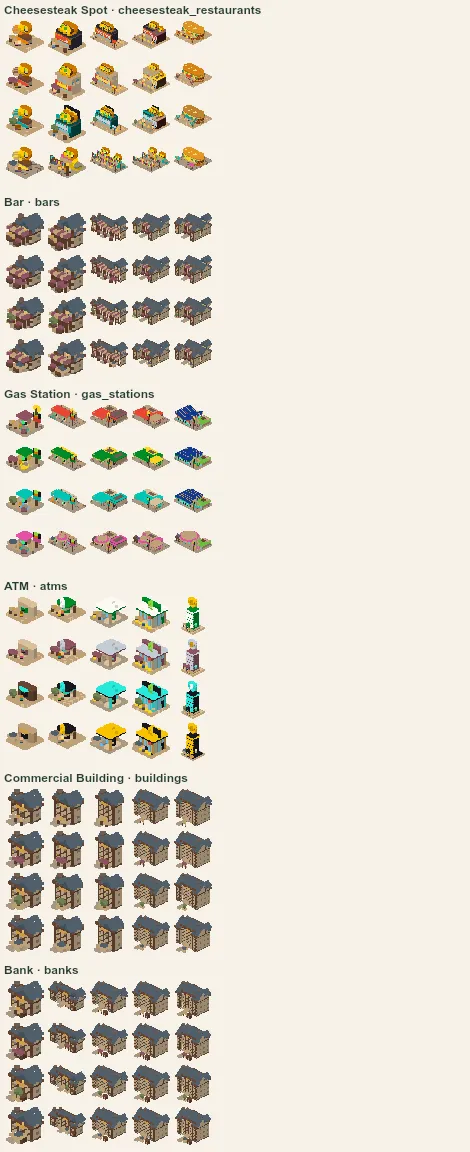 Cheesesteak Spot · cheesesteak_restaurants
Bar · bars
Gas Station · gas_stations
ATM · atms
Commercial Building · buildings
Bank · banks